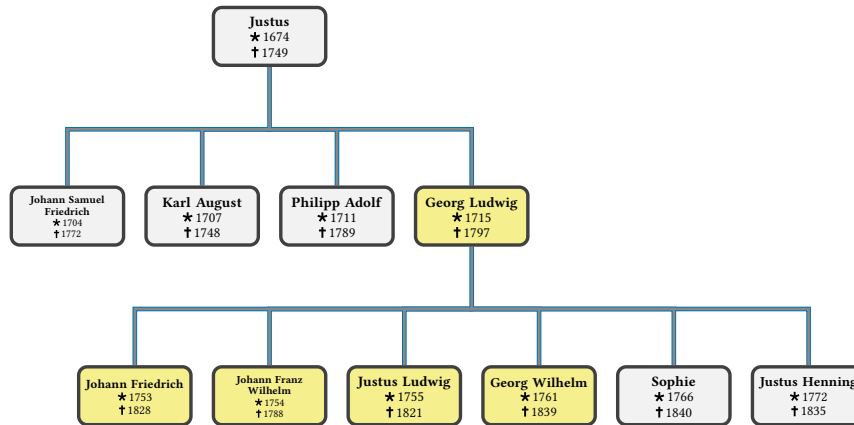 Justus
★ 1674
† 1749
Johann Samuel
Friedrich
★ 1704
† 1772
Karl August
★ 1707
† 1748
Philipp Adolf
★ 1711
† 1789
Georg Ludwig
★ 1715
† 1797
Johann Friedrich
★ 1753
† 1828
Johann Franz
Wilhelm
★ 1754
† 1788
Justus Ludwig
★ 1755
† 1821
Georg Wilhelm
★ 1761
† 1839
Sophie
★ 1766
† 1840
Justus Henning
★ 1772
† 1835